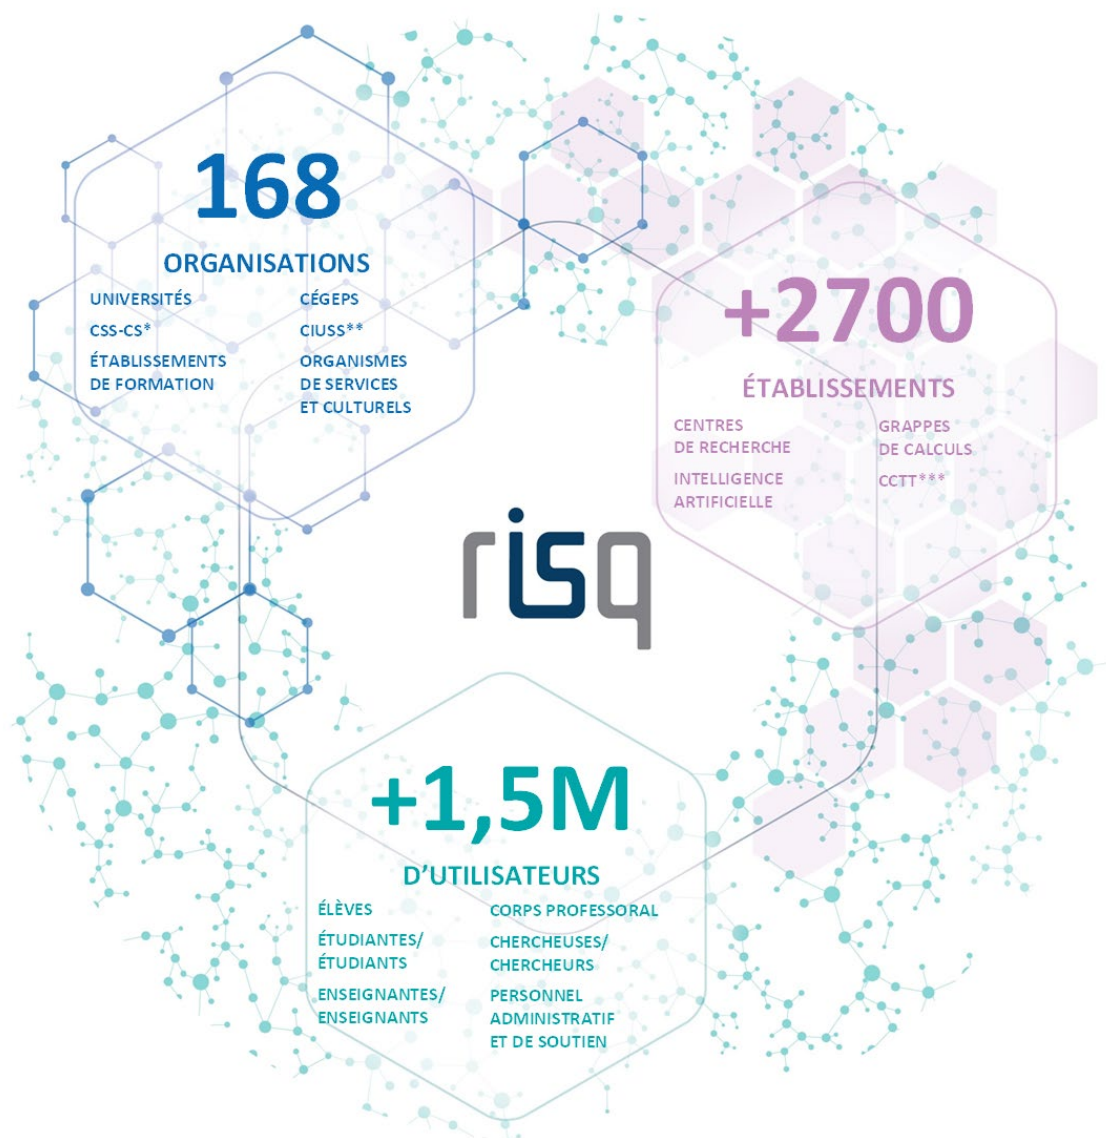 168
ORGANISATIONS
UNIVERSITÉS
CSS-CS*
ÉTABLISSEMENTS
DE FORMATION
CÉGEPS
CIUSS**
ORGANISMES
DE SERVICES
ET CULTURELS
+2700
ÉTABLISSEMENTS
CENTRES
DE RECHERCHE
INTELLIGENCE
ARTIFICIELLE
GRAPPES
DE CALCULS
CCTT***
risq
+1,5M
D’UTILISATEURS
ÉLÈVES
ÉTUDIANTES/
ÉTUDIANTS
ENSEIGNANTES/
ENSEIGNANTS
CORPS PROFESSORAL
CHERCHEUSES/
CHERCHEURS
PERSONNEL
ADMINISTRATIF
ET DE SOUTIEN